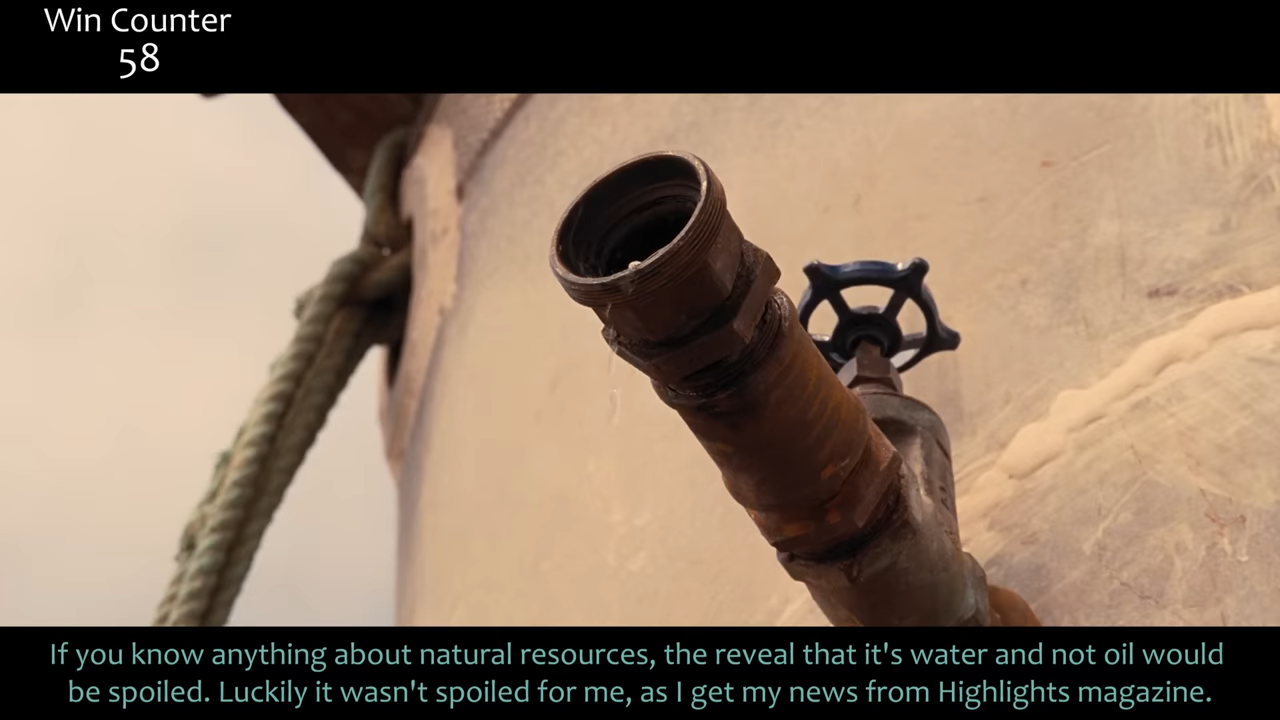 Win Counter
58
If you know anything about natural resources, the reveal that it's water and not oil would
be spoiled. Luckily it wasn't spoiled for me, as I get my news from Highlights magazine.